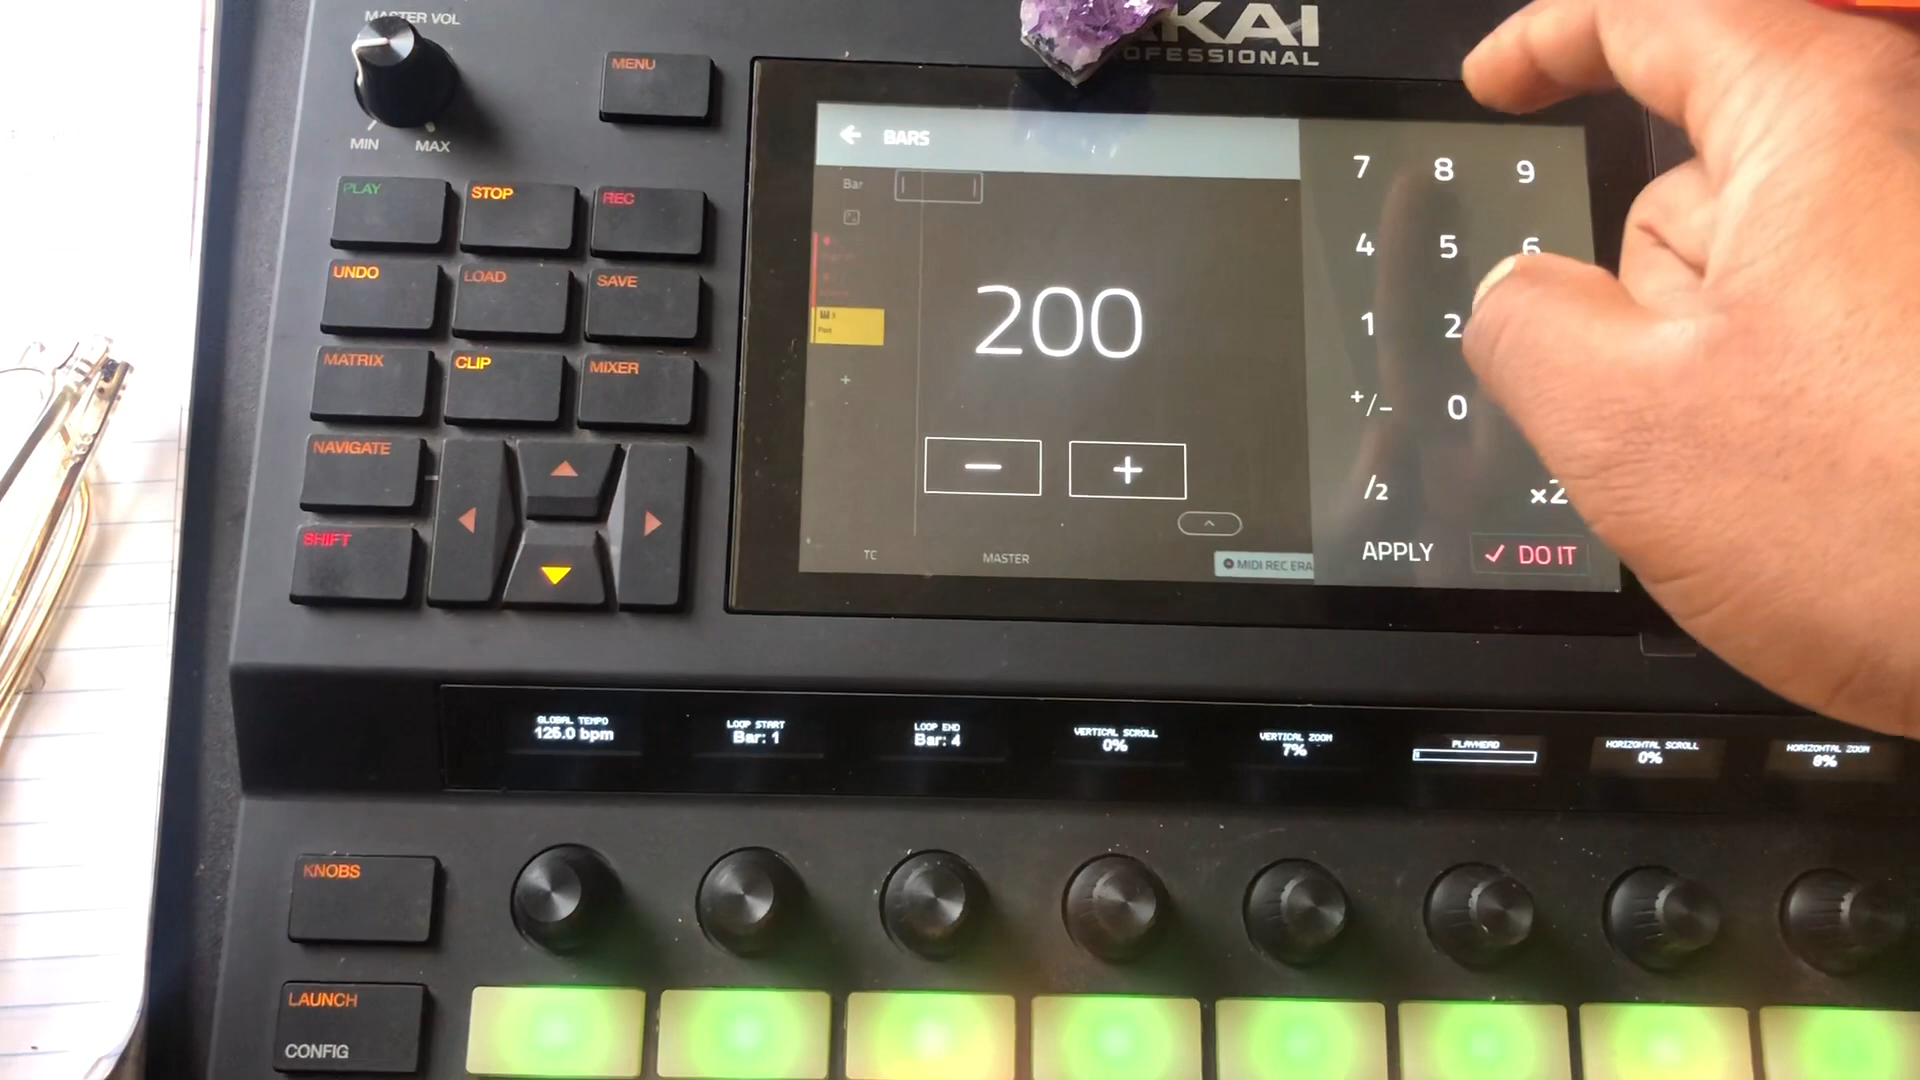 MASTER VOL
MIN
MAX
MENU
AKAI
PROFESSIONAL
PLAY
STOP
REC
UNDO
LOAD
SAVE
MATRIX
CLIP
MIXER
NAVIGATE
SHIFT
BARS
Bar
200
− +
TC
MASTER
MIDI REC ERA
7 8 9
4 5 6
1 2
+/− 0
/2 x2
APPLY
✓ DO IT
GLOBAL TEMPO
125.0 bpm
LOOP START
Bar: 1
LOOP END
Bar: 4
VERTICAL SCROLL
0%
VERTICAL ZOOM
7%
PLAYHEAD
HORIZONTAL SCROLL
0%
HORIZONTAL ZOOM
KNOBS
LAUNCH
CONFIG